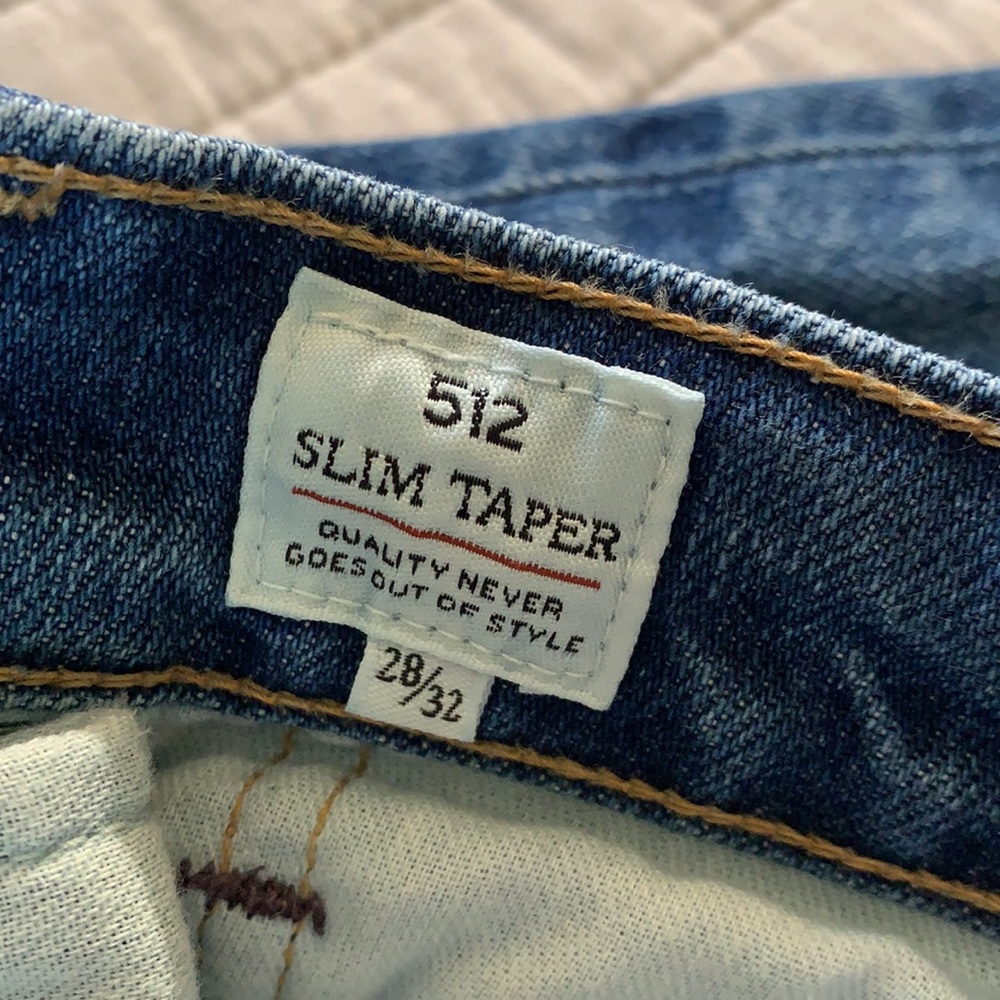 512
SLIM TAPER
QUALITY NEVER
GOES OUT OF STYLE
28/32